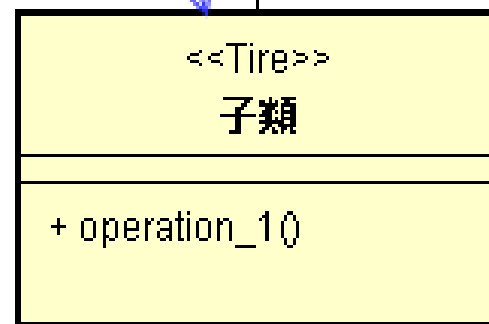 <<Tire>>
子類
+ operation_1()